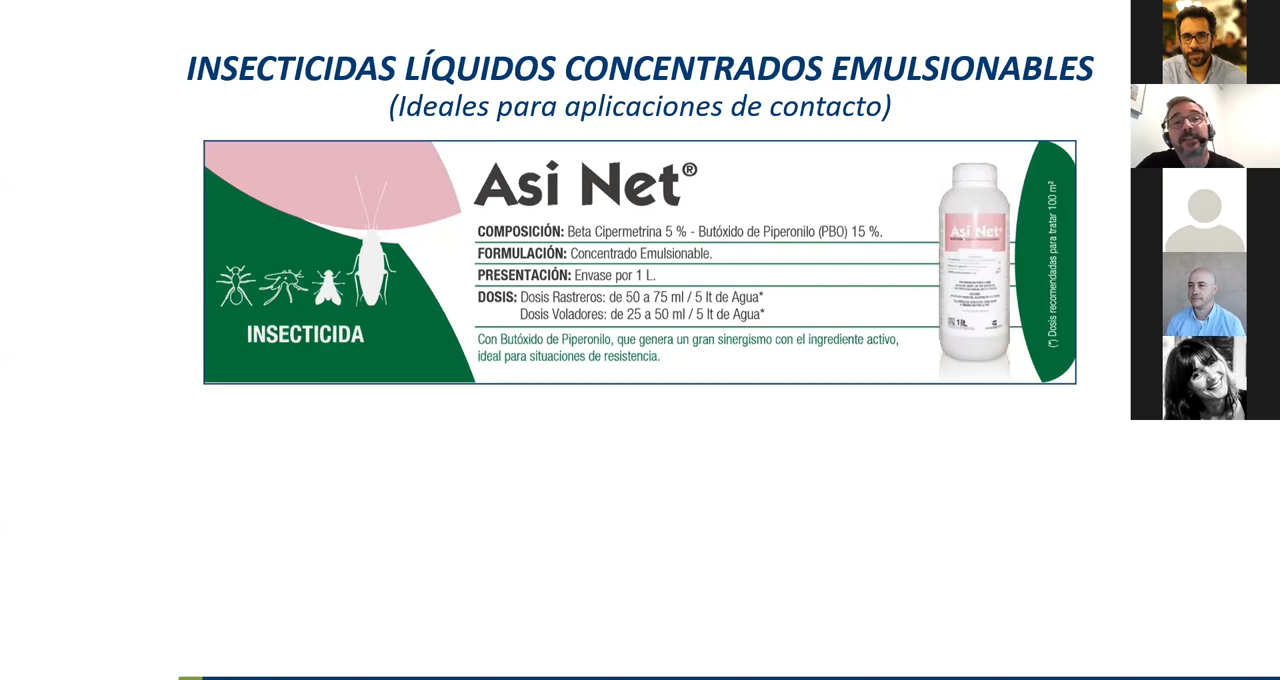 INSECTICIDAS LÍQUIDOS CONCENTRADOS EMULSIONABLES
(Ideales para aplicaciones de contacto)
Asi Net®
COMPOSICIÓN: Beta Cipermetrina 5 % - Butóxido de Piperonilo (PBO) 15 %.
FORMULACIÓN: Concentrado Emulsionable.
PRESENTACIÓN: Envase por 1 L.
DOSIS: Dosis Rastreros: de 50 a 75 ml / 5 lt de Agua*
Dosis Voladores: de 25 a 50 ml / 5 lt de Agua*
Con Butóxido de Piperonilo, que genera un gran sinergismo con el ingrediente activo,
ideal para situaciones de resistencia.
INSECTICIDA
Asi Net
1L
(*) Dosis recomendadas para tratar 100 m²